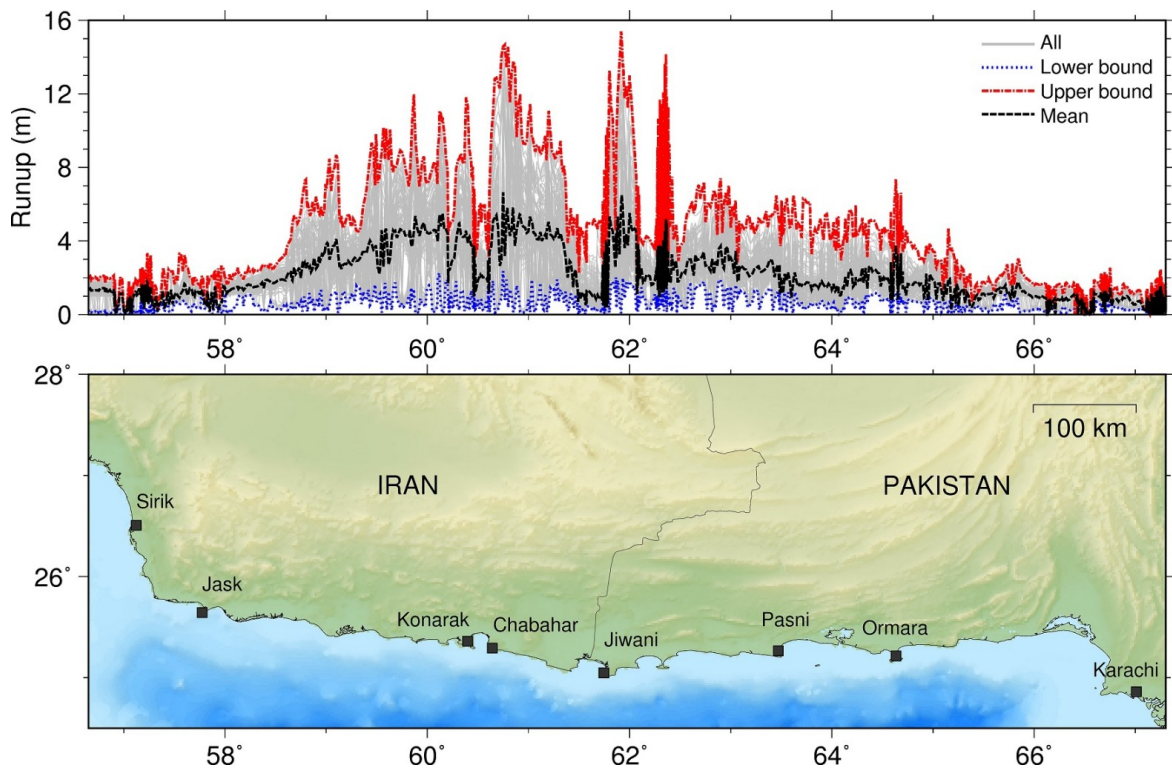 16
12
8
4
0
Runup (m)
All
Lower bound
Upper bound
Mean
58˚ 60˚ 62˚ 64˚ 66˚
28˚
26˚
100 km
IRAN
PAKISTAN
Sirik
Jask
Konarak
Chabahar
Jiwani
Pasni
Ormara
Karachi
58˚ 60˚ 62˚ 64˚ 66˚